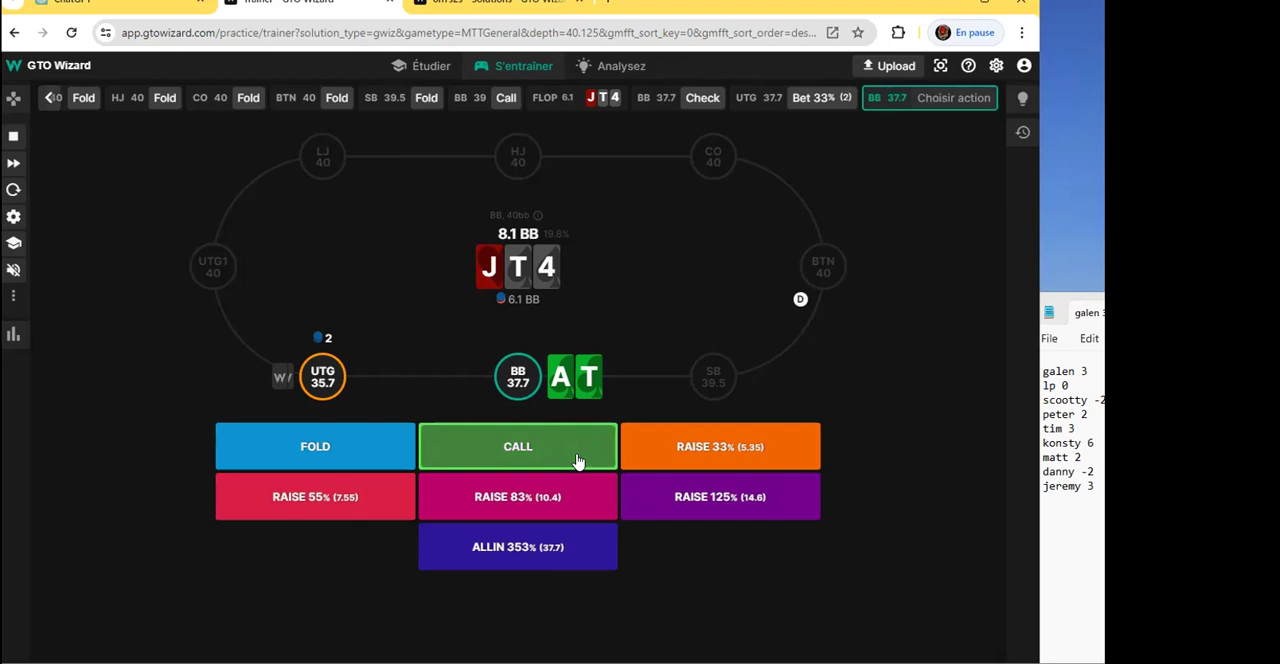 Trainer - GTO Wizard
app.gtowizard.com/practice/trainer?solution_type=gwiz&gametype=MTTGeneral&depth=40.125&gmfft_sort_key=0&gmfft_sort_order=des...
En pause
GTO Wizard
Étudier
S'entraîner
Analysez
Upload
Fold
HJ 40 Fold
CO 40 Fold
BTN 40 Fold
SB 39.5 Fold
BB 39 Call
FLOP 6.1 J T 4
BB 37.7 Check
UTG 37.7 Bet 33% (2)
BB 37.7 Choisir action
LJ
40
HJ
40
CO
40
BB, 40bb
8.1 BB 19.8%
J T 4
6.1 BB
UTG1
40
BTN
40
D
2
W
UTG
35.7
BB
37.7
A T
SB
39.5
FOLD
CALL
RAISE 33% (5.35)
RAISE 55% (7.55)
RAISE 83% (10.4)
RAISE 125% (14.6)
ALLIN 353% (37.7)
galen 3
File Edit
galen 3
lp 0
scootty -2
peter 2
tim 3
konsty 6
matt 2
danny -2
jeremy 3